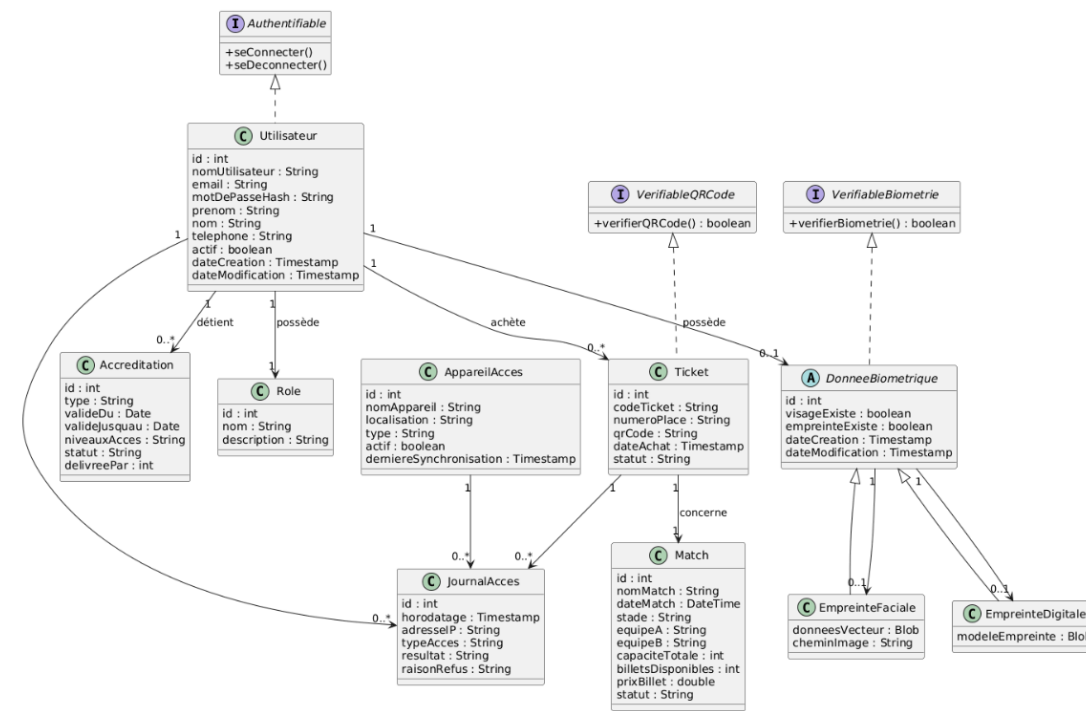 I Authentifiable
+seConnecter()
+seDeconnecter()
C Utilisateur
id : int
nomUtilisateur : String
email : String
motDePasseHash : String
prenom : String
nom : String
telephone : String
actif : boolean
dateCreation : Timestamp
dateModification : Timestamp
I VerifiableQRCode
+verifierQRCode() : boolean
I VerifiableBiometrie
+verifierBiometrie() : boolean
1
1
1
1
1
détient
possède
achète
possède
0..*
1
0..*
0..1
C Accreditation
id : int
type : String
valideDu : Date
valideJusquau : Date
niveauxAcces : String
statut : String
delivreePar : int
C Role
id : int
nom : String
description : String
C AppareilAcces
id : int
nomAppareil : String
localisation : String
type : String
actif : boolean
derniereSynchronisation : Timestamp
C Ticket
id : int
codeTicket : String
numeroPlace : String
qrCode : String
dateAchat : Timestamp
statut : String
A DonneeBiometrique
id : int
visageExiste : boolean
empreinteExiste : boolean
dateCreation : Timestamp
dateModification : Timestamp
1
1
1
1
1
concerne
0..*
0..*
1
0..1
0..1
0..*
C JournalAcces
id : int
horodatage : Timestamp
adresseIP : String
typeAcces : String
resultat : String
raisonRefus : String
C Match
id : int
nomMatch : String
dateMatch : DateTime
stade : String
equipeA : String
equipeB : String
capaciteTotale : int
billetsDisponibles : int
prixBillet : double
statut : String
C EmpreinteFaciale
donneesVecteur : Blob
cheminImage : String
C EmpreinteDigitale
modeleEmpreinte : Blo